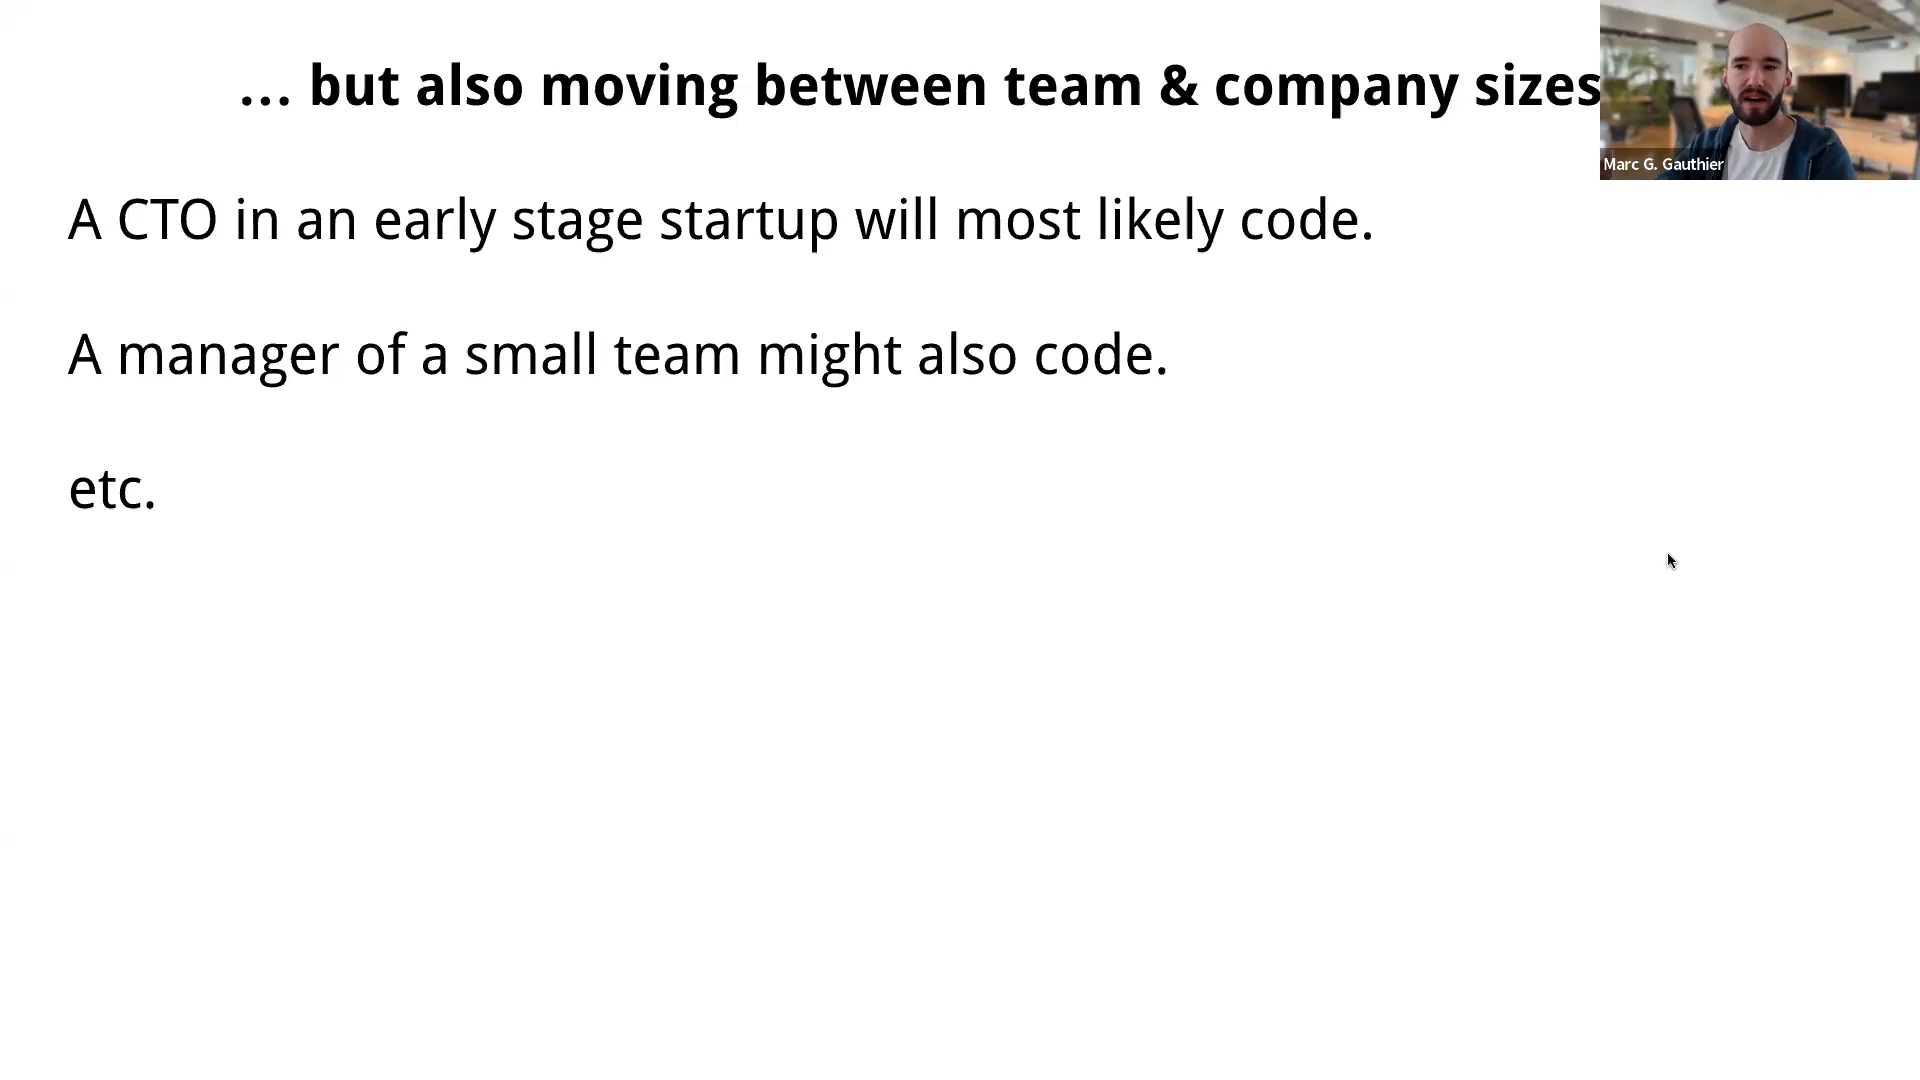 ... but also moving between team & company sizes
Marc G. Gauthier
A CTO in an early stage startup will most likely code.
A manager of a small team might also code.
etc.